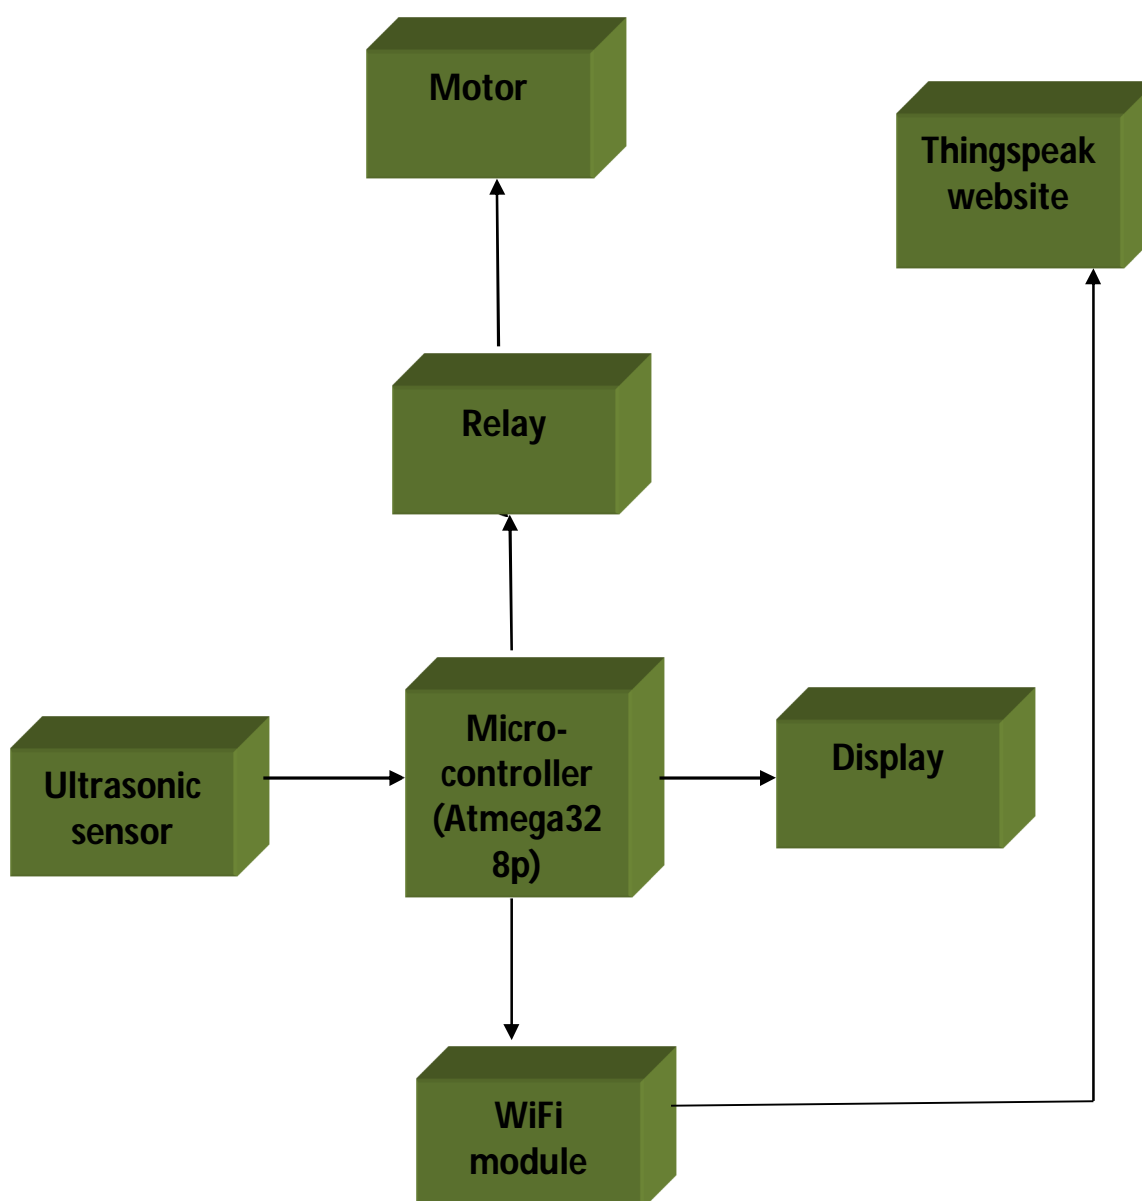 Motor
Thingspeak
website
Relay
Micro-
controller
(Atmega32
8p)
Ultrasonic
sensor
Display
WiFi
module